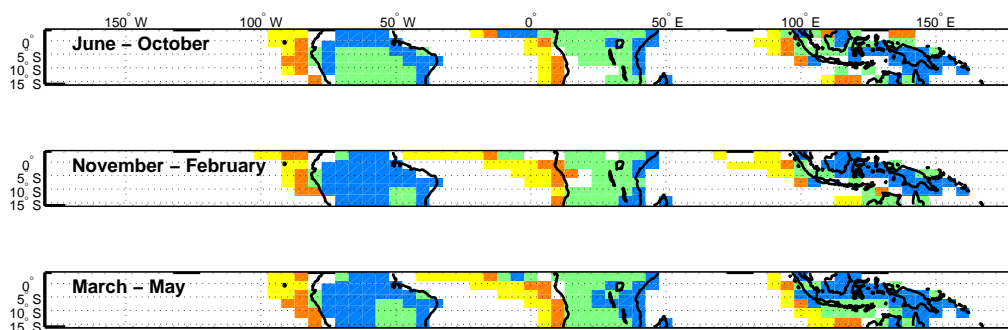 150° W 100° W 50° W 0° 50° E 100° E 150° E
June – October
0°
5° S
10° S
15° S
November – February
0°
5° S
10° S
15° S
March – May
0°
5° S
10° S
15° S